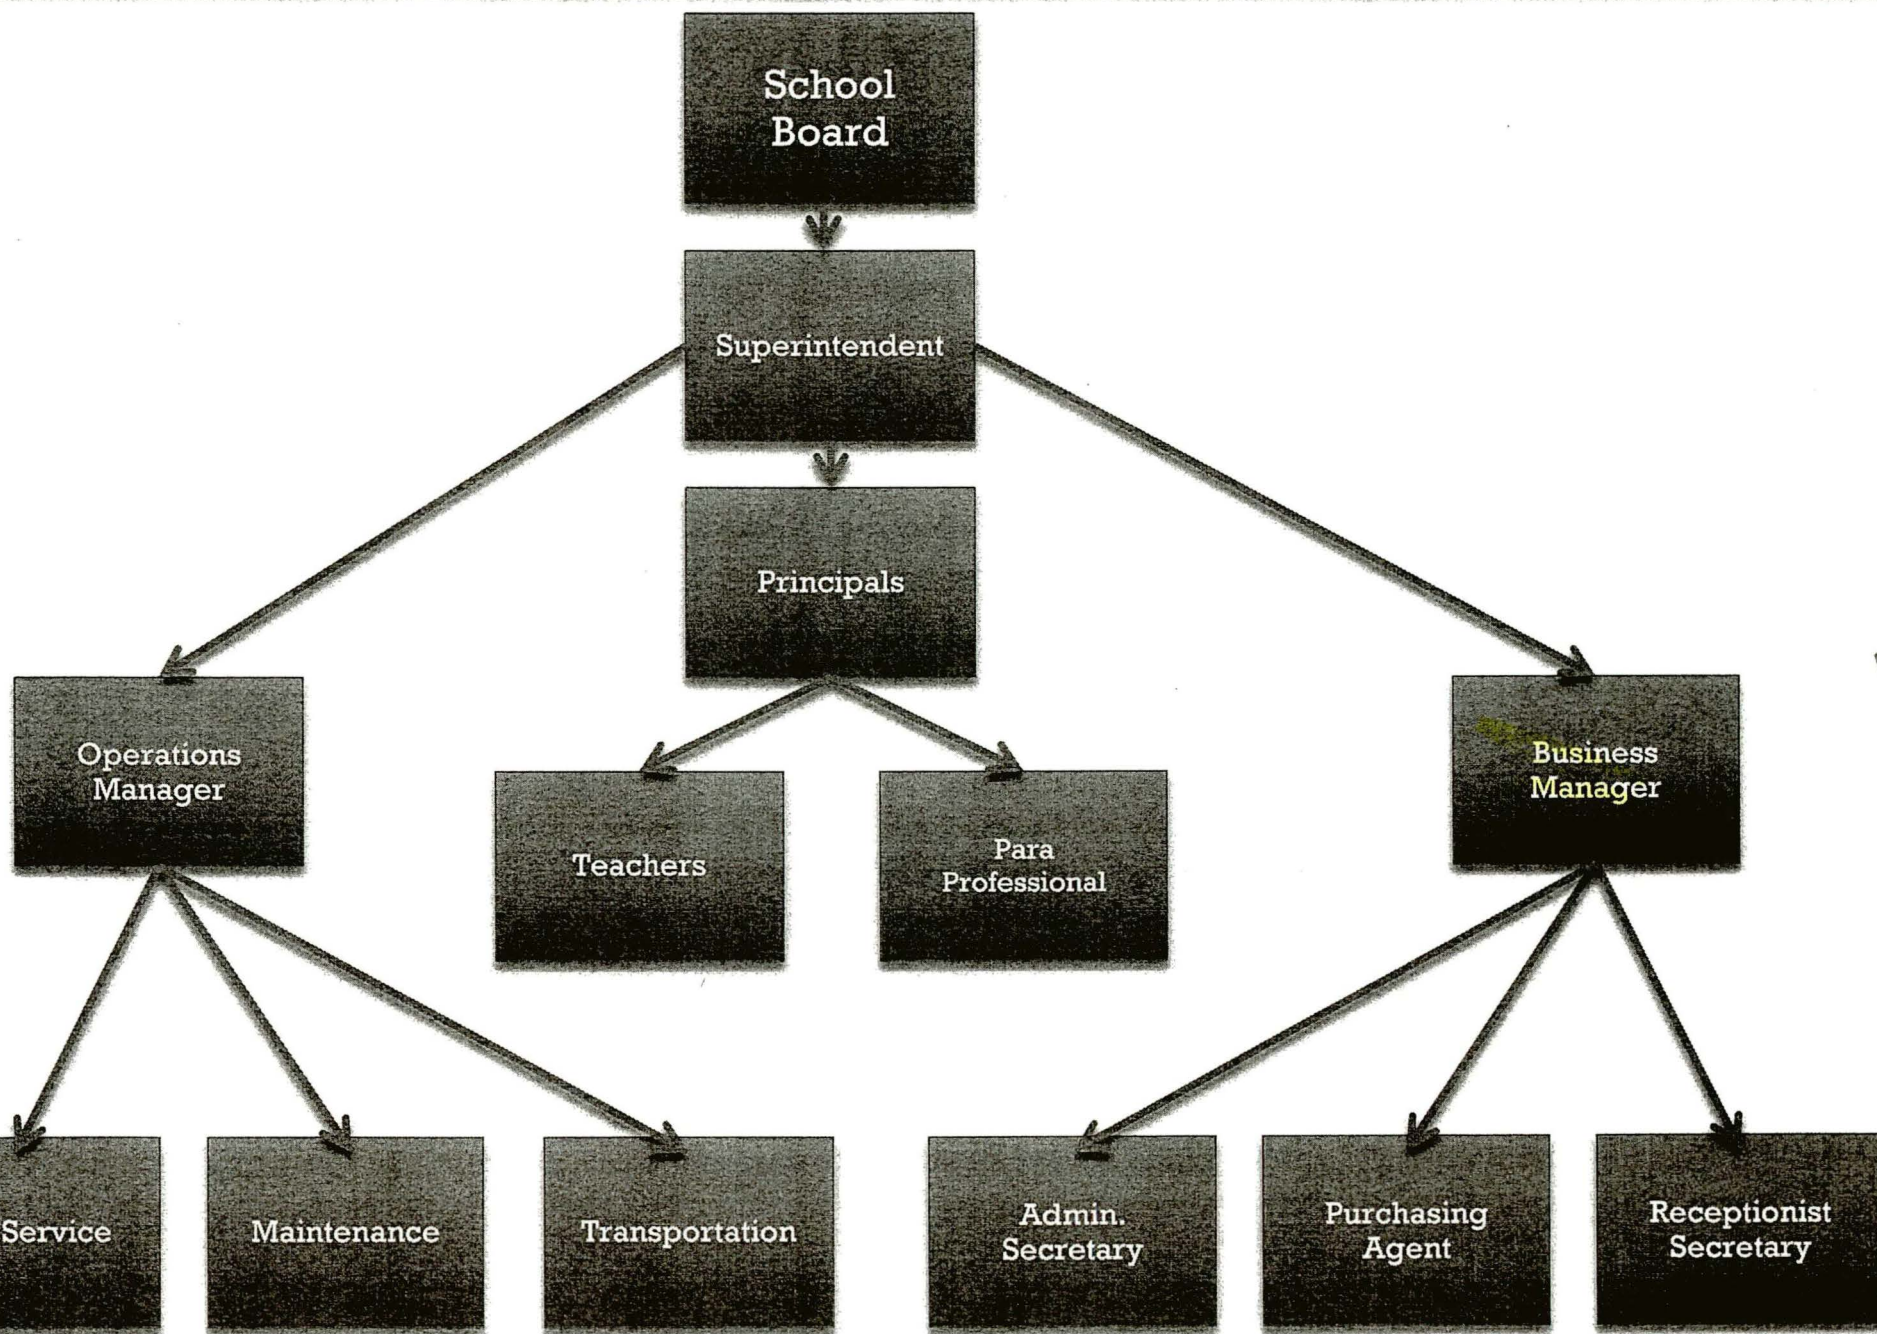 School
Board
Superintendent
Principals
Operations
Manager
Business
Manager
Teachers
Para
Professional
Service
Maintenance
Transportation
Admin.
Secretary
Purchasing
Agent
Receptionist
Secretary